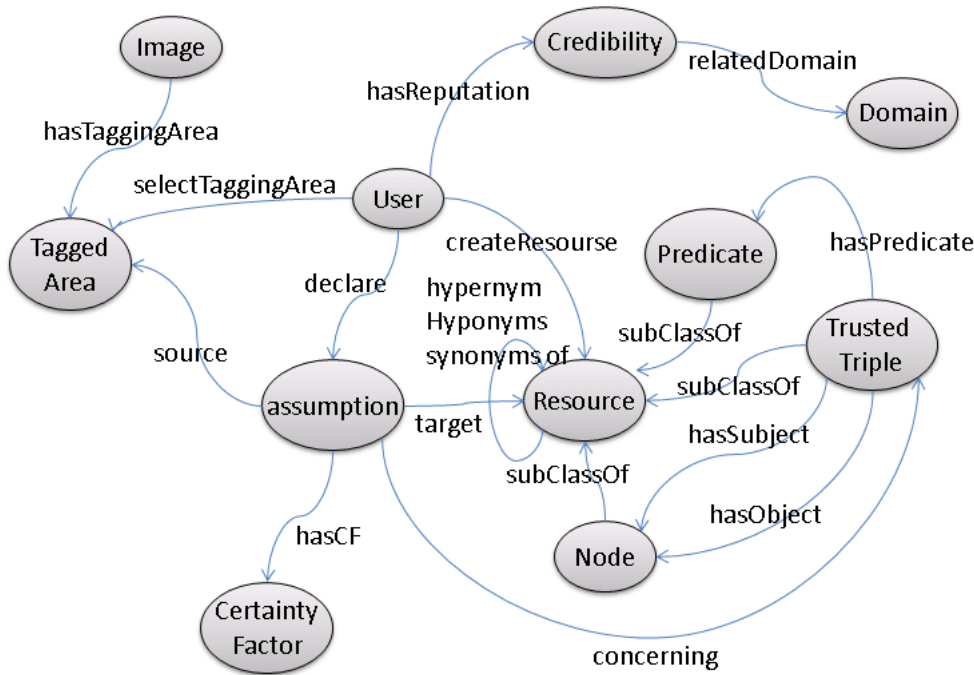 Image
Credibility
relatedDomain
hasReputation
Domain
hasTaggingArea
selectTaggingArea
User
Tagged
Area
createResourse
Predicate
hasPredicate
declare
hypernym
Hyponyms
synonyms of
subClassOf
Trusted
Triple
source
assumption
target
Resource
subClassOf
hasSubject
subClassOf
hasObject
hasCF
Node
Certainty
Factor
concerning